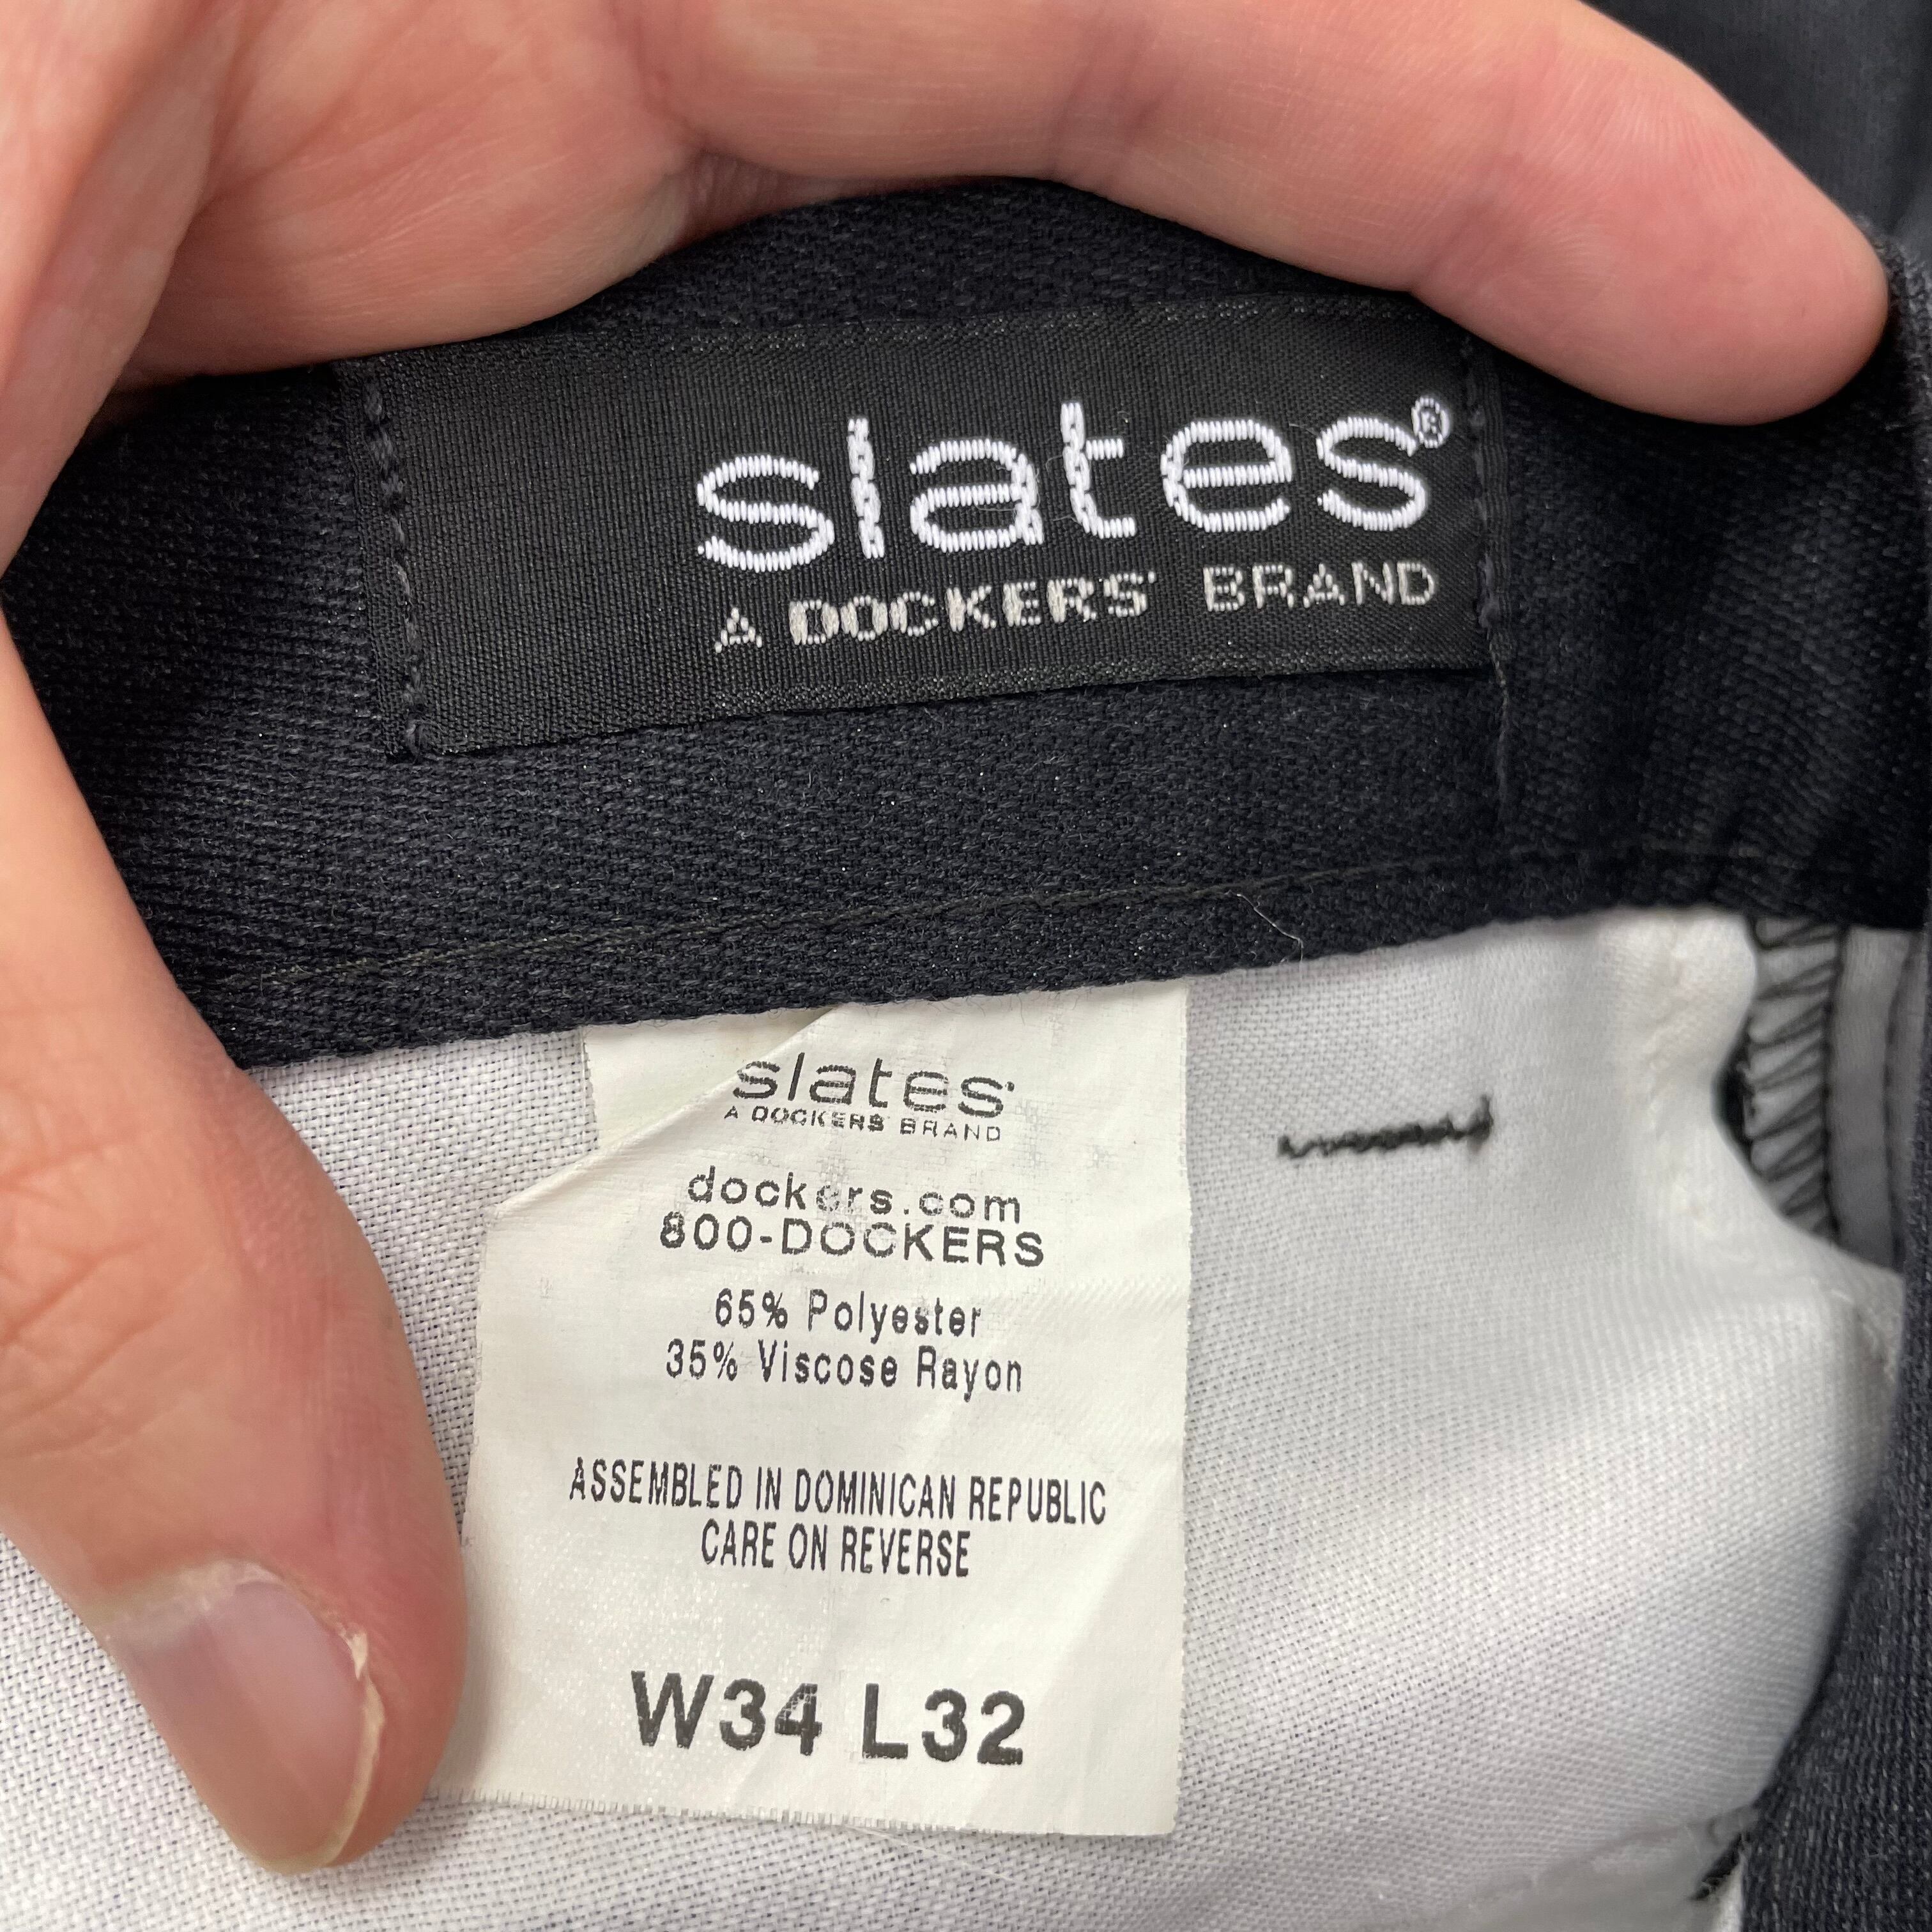 slates®
A DOCKERS® BRAND
slates®
A DOCKERS BRAND
dockers.com
800-DOCKERS
65% Polyester
35% Viscose Rayon
ASSEMBLED IN DOMINICAN REPUBLIC
CARE ON REVERSE
W34 L32